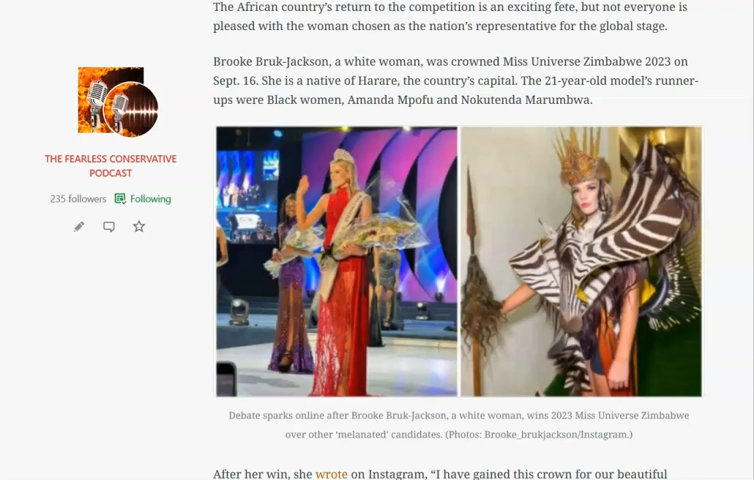 The African country's return to the competition is an exciting fete, but not everyone is
pleased with the woman chosen as the nation's representative for the global stage.
Brooke Bruk-Jackson, a white woman, was crowned Miss Universe Zimbabwe 2023 on
Sept. 16. She is a native of Harare, the country's capital. The 21-year-old model's runner-
ups were Black women, Amanda Mpofu and Nokutenda Marumbwa.
THE FEARLESS CONSERVATIVE
PODCAST
235 followers Following
Debate sparks online after Brooke Bruk-Jackson, a white woman, wins 2023 Miss Universe Zimbabwe
over other 'melanated' candidates. (Photos: Brooke_brukjackson/Instagram.)
After her win, she wrote on Instagram, “I have gained this crown for our beautiful